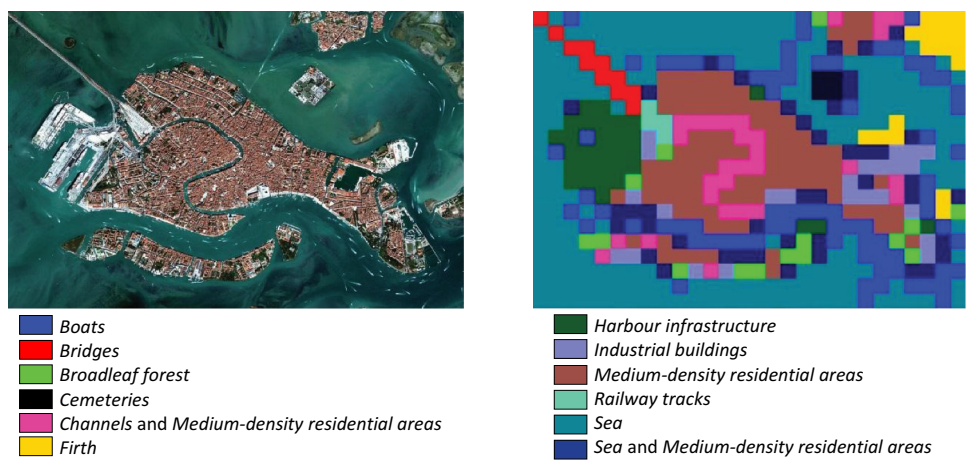 Boats
Bridges
Broadleaf forest
Cemeteries
Channels and Medium-density residential areas
Firth
Harbour infrastructure
Industrial buildings
Medium-density residential areas
Railway tracks
Sea
Sea and Medium-density residential areas